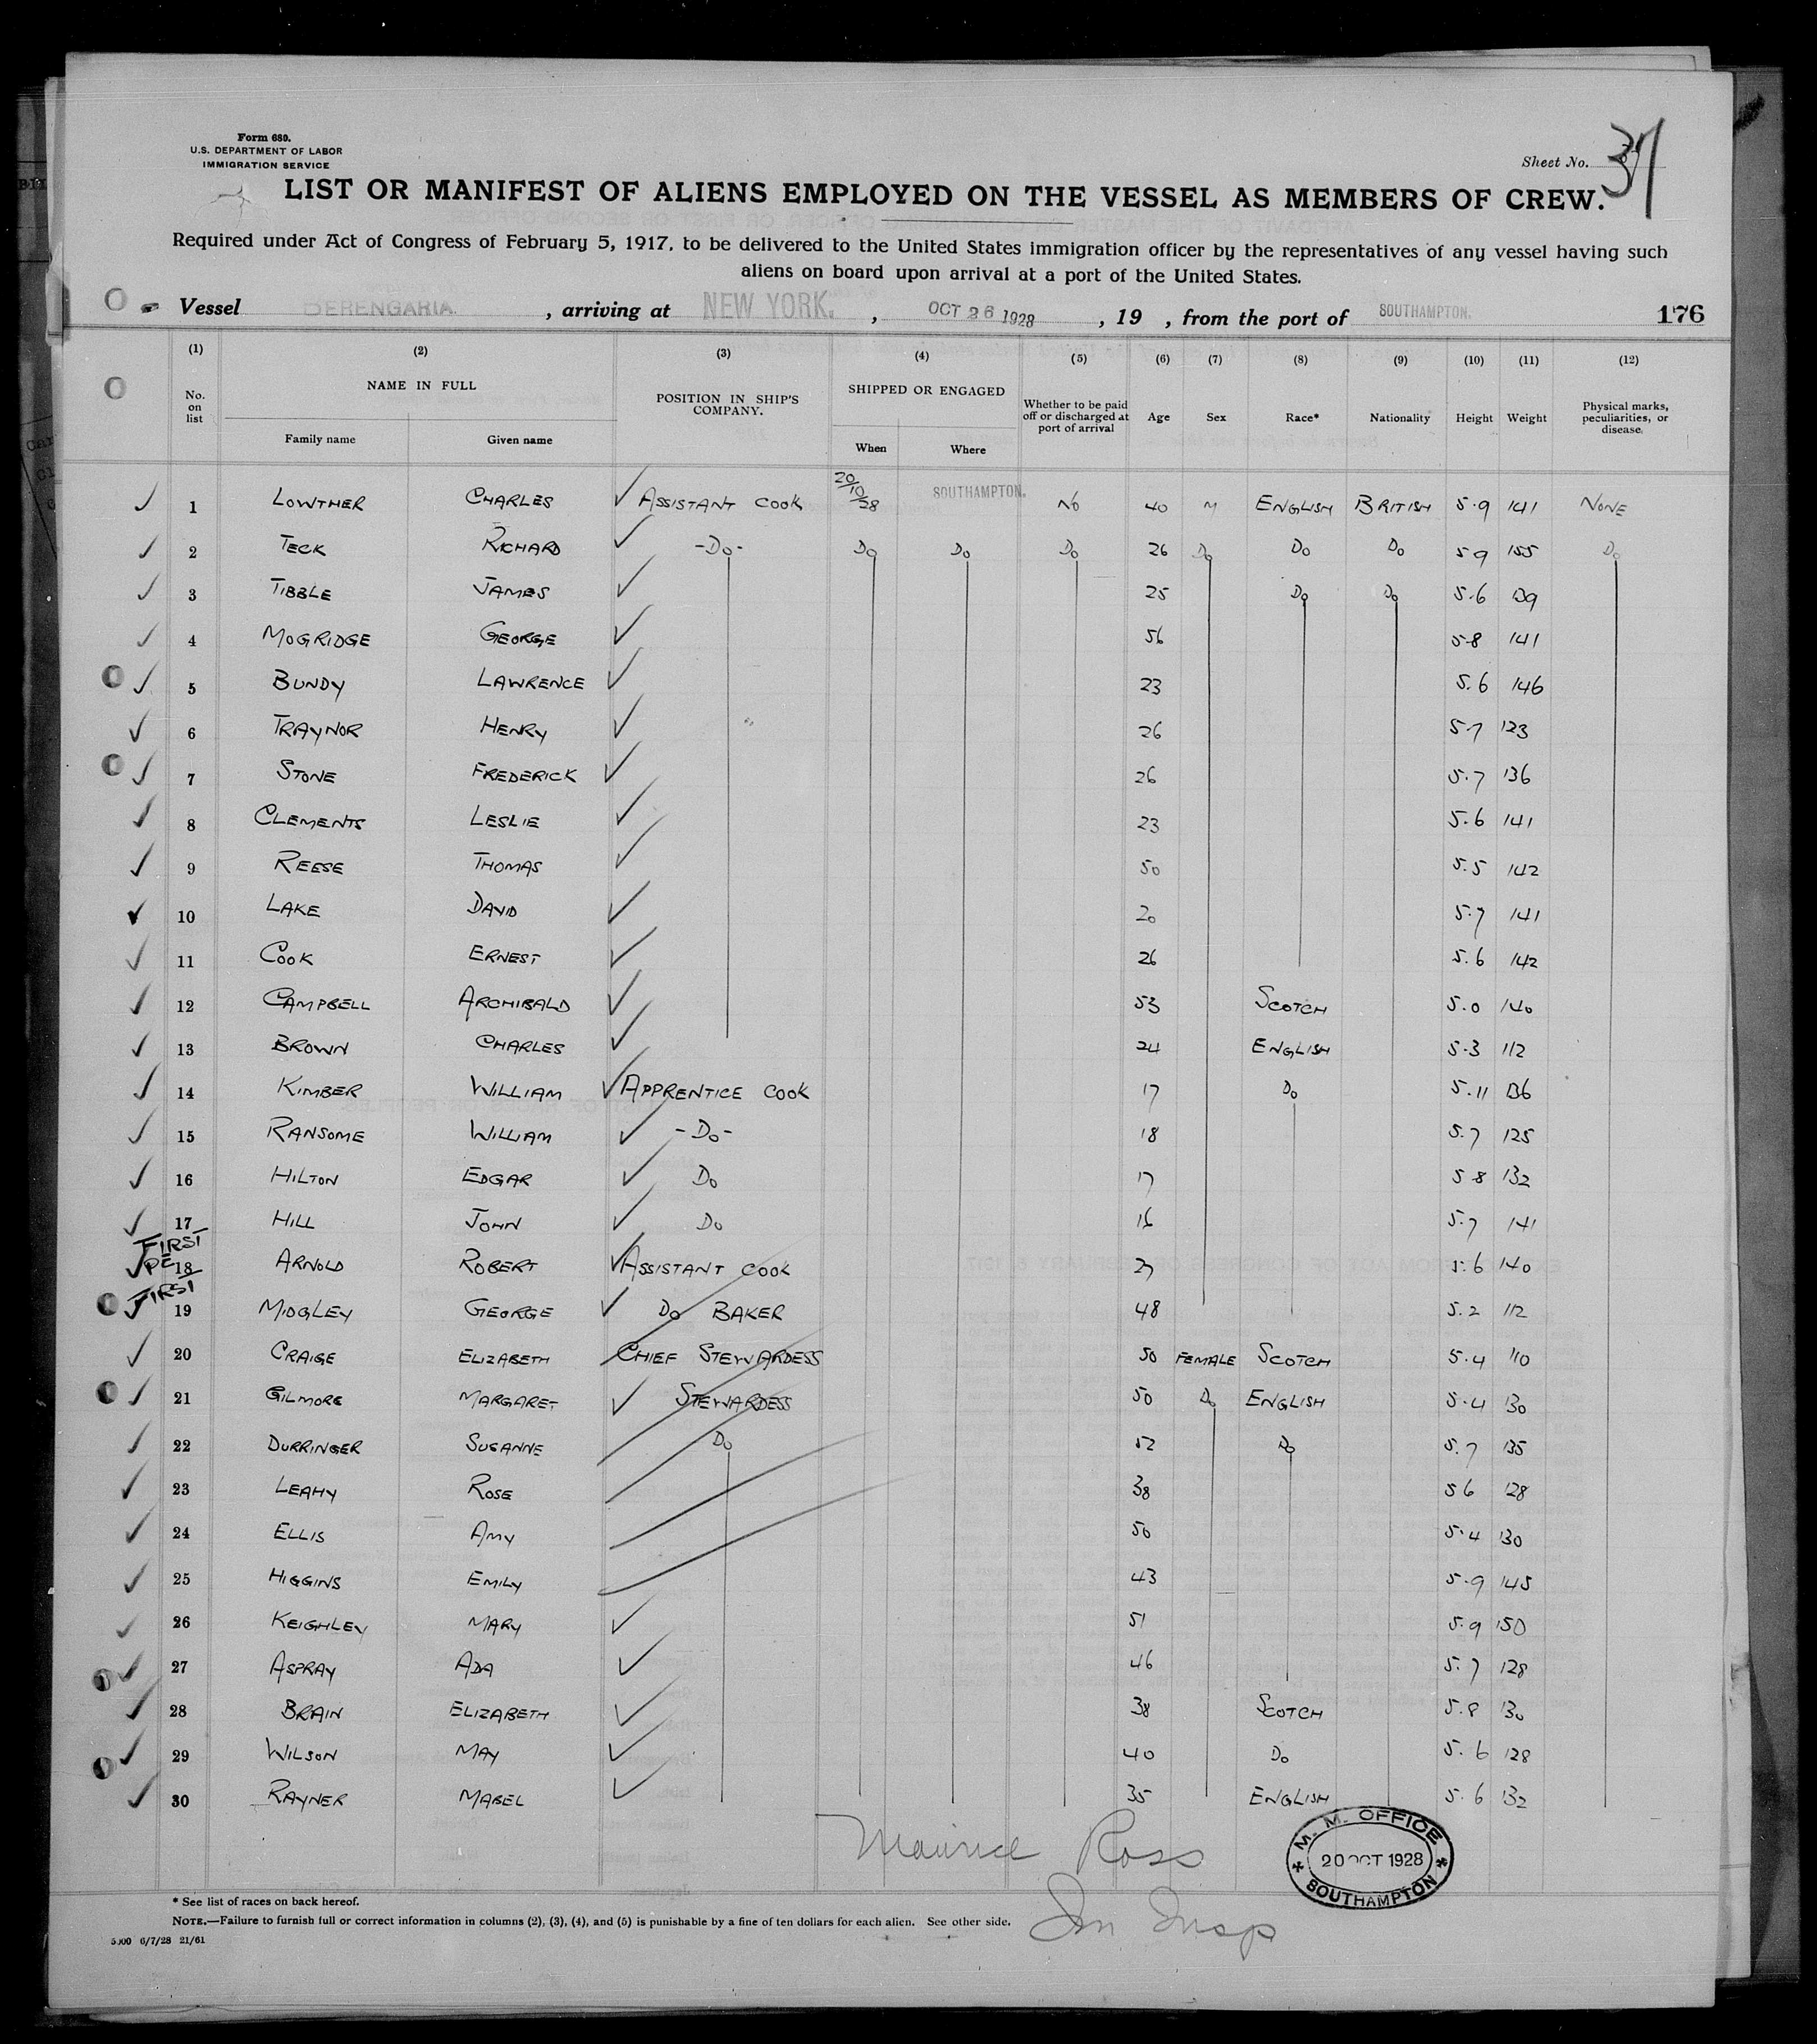 Form 680.
U.S. DEPARTMENT OF LABOR
IMMIGRATION SERVICE
Sheet No. 37
LIST OR MANIFEST OF ALIENS EMPLOYED ON THE VESSEL AS MEMBERS OF CREW.
Required under Act of Congress of February 5, 1917, to be delivered to the United States immigration officer by the representatives of any vessel having such
aliens on board upon arrival at a port of the United States.
Vessel BERENGARIA. , arriving at NEW YORK. , OCT 26 1928 , 19 , from the port of SOUTHAMPTON. 176
(1) (2) (3) (4) (5) (6) (7) (8) (9) (10) (11) (12)
No. on list NAME IN FULL Family name Given name POSITION IN SHIP'S COMPANY. SHIPPED OR ENGAGED When Where Whether to be paid off or discharged at port of arrival Age Sex Race* Nationality Height Weight Physical marks, peculiarities, or disease.
1 LOWTHER CHARLES ASSISTANT COOK 20/10/28 SOUTHAMPTON. NO 40 M ENGLISH BRITISH 5.9 141 NONE
2 TECK RICHARD -DO- DO DO DO 26 DO DO DO 5 9 155 DO
3 TIBBLE JAMES 25 DO DO 5.6 139
4 MOGRIDGE GEORGE 56 5.8 141
5 BUNDY LAWRENCE 23 5.6 146
6 TRAYNOR HENRY 26 5.7 123
7 STONE FREDERICK 26 5.7 136
8 CLEMENTS LESLIE 23 5.6 141
9 REESE THOMAS 50 5.5 142
10 LAKE DAVID 20 5.7 141
11 COOK ERNEST 26 5.6 142
12 CAMPBELL ARCHIBALD 53 SCOTCH 5.0 140
13 BROWN CHARLES 24 ENGLISH 5.3 112
14 KIMBER WILLIAM APPRENTICE COOK 17 DO 5.11 136
15 RANSOME WILLIAM -DO- 18 5.7 125
16 HILTON EDGAR DO 17 5.8 132
17 HILL JOHN DO 16 5.7 141
FIRST
PE 18 ARNOLD ROBERT ASSISTANT COOK 27 5.6 140
FIRST
19 MIDGLEY GEORGE DO BAKER 48 5.2 112
20 CRAIGE ELIZABETH CHIEF STEWARDESS 50 FEMALE SCOTCH 5.4 110
21 GILMORE MARGARET STEWARDESS 50 DO ENGLISH 5.4 130
22 DURRINGER SUSANNE DO 52 DO 5.7 135
23 LEAHY ROSE 38 5 6 128
24 ELLIS AMY 50 5.4 130
25 HIGGINS EMILY 43 5.9 145
26 KEIGHLEY MARY 51 5.9 150
27 ASPRAY ADA 46 5.7 128
28 BRAIN ELIZABETH 38 SCOTCH 5.8 130
29 WILSON MAY 40 DO 5.6 128
30 RAYNER MABEL 35 ENGLISH 5.6 132
Maurice Ross
Im Insp
M. M. OFFICE
20 OCT 1928
SOUTHAMPTON
* See list of races on back hereof.
NOTE.—Failure to furnish full or correct information in columns (2), (3), (4), and (5) is punishable by a fine of ten dollars for each alien. See other side.
5000 6/7/28 21/61